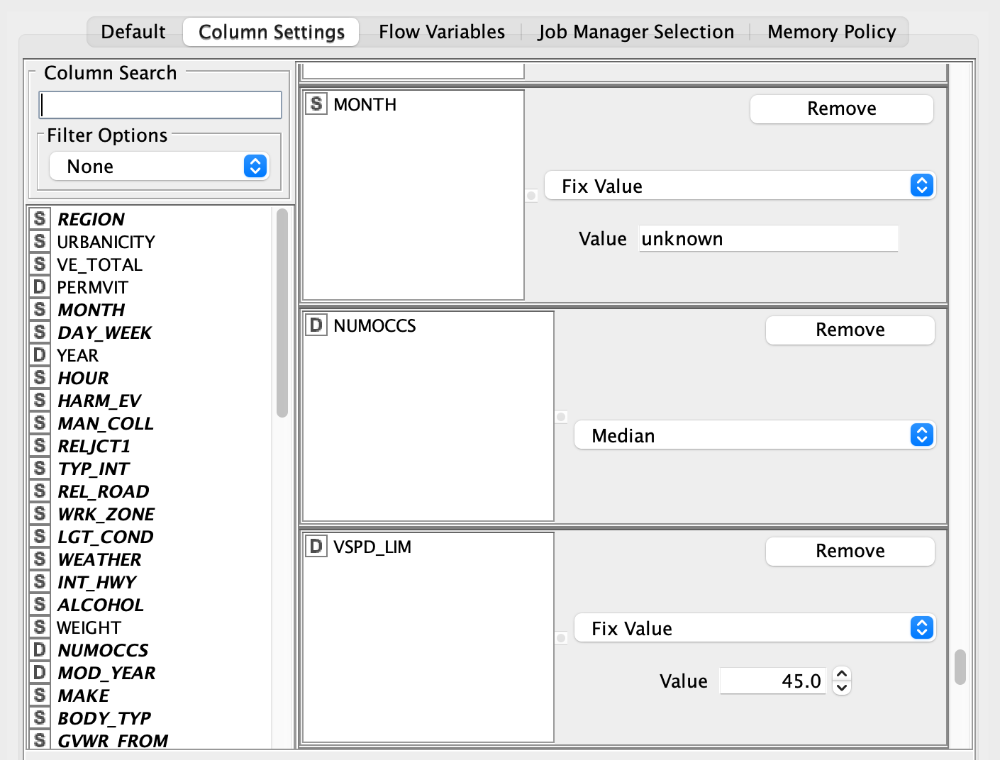 Default Column Settings Flow Variables Job Manager Selection Memory Policy
Column Search
Filter Options
None
S REGION
S URBANICITY
S VE_TOTAL
D PERMVIT
S MONTH
S DAY_WEEK
D YEAR
S HOUR
S HARM_EV
S MAN_COLL
S RELJCT1
S TYP_INT
S REL_ROAD
S WRK_ZONE
S LGT_COND
S WEATHER
S INT_HWY
S ALCOHOL
S WEIGHT
D NUMOCCS
D MOD_YEAR
S MAKE
S BODY_TYP
S GVWR_FROM
S MONTH
Remove
Fix Value
Value unknown
D NUMOCCS
Remove
Median
D VSPD_LIM
Remove
Fix Value
Value 45.0